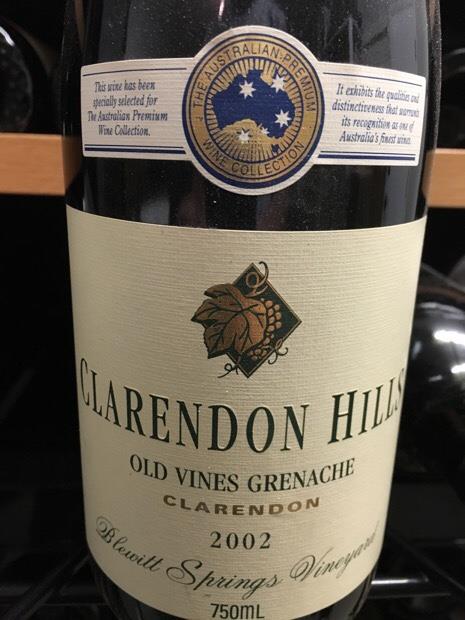 This wine has been
specially selected for
The Australian Premium
Wine Collection.
THE AUSTRALIAN PREMIUM
WINE COLLECTION
It exhibits the qualities and
distinctiveness that warrants
its recognition as one of
Australia's finest wines.
CLARENDON HILLS
OLD VINES GRENACHE
CLARENDON
2002
Blewitt Springs Vineyard
750mL